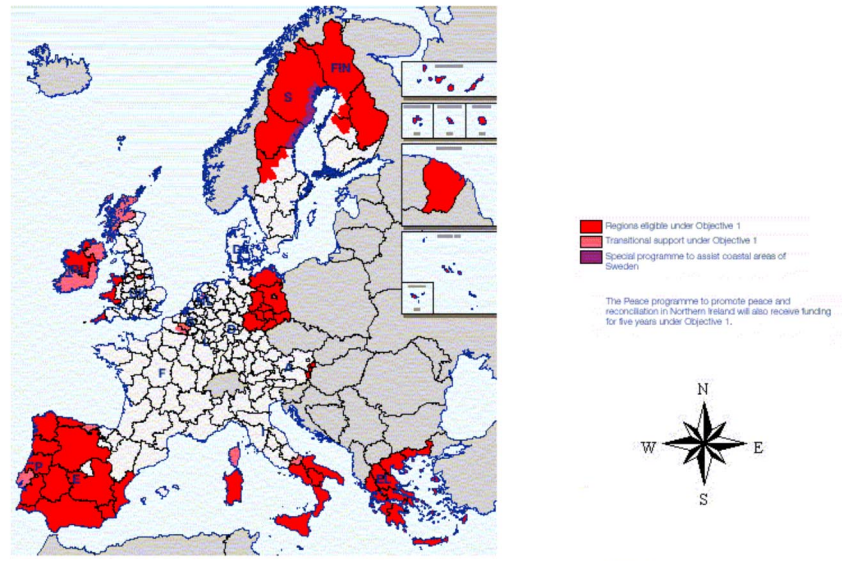 FIN
S
F
A
P
E
D
EL
Regions eligible under Objective 1
Transitional support under Objective 1
Special programme to assist coastal areas of
Sweden
The Peace programme to promote peace and
reconciliation in Northern Ireland will also receive funding
for five years under Objective 1.
N
W E
S